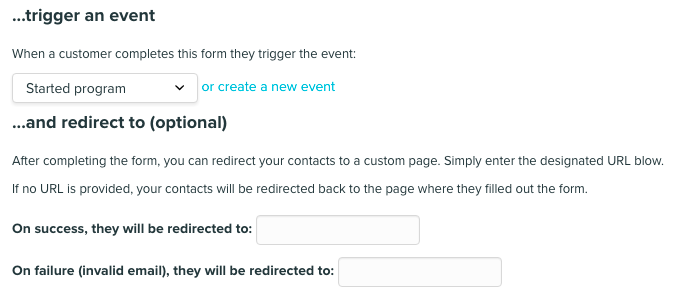 ...trigger an event
When a customer completes this form they trigger the event:
Started program or create a new event
...and redirect to (optional)
After completing the form, you can redirect your contacts to a custom page. Simply enter the designated URL blow.
If no URL is provided, your contacts will be redirected back to the page where they filled out the form.
On success, they will be redirected to:
On failure (invalid email), they will be redirected to: